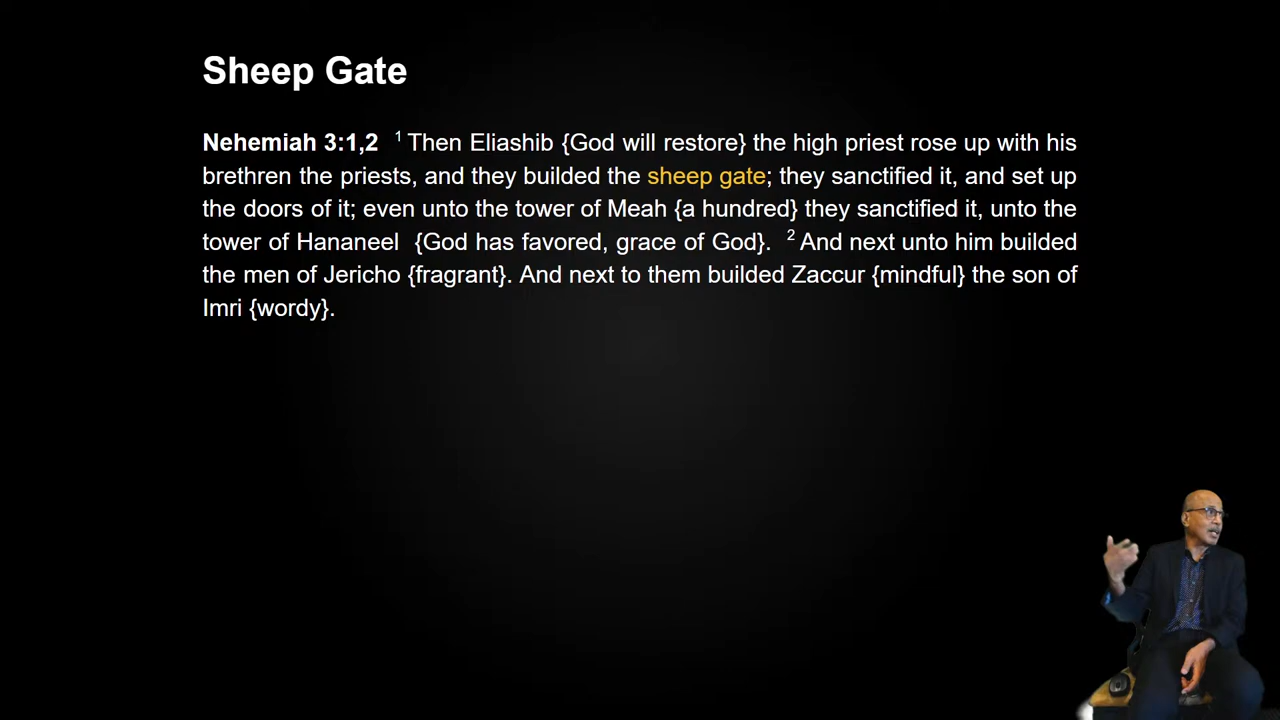 Sheep Gate
Nehemiah 3:1,2 ¹ Then Eliashib {God will restore} the high priest rose up with his
brethren the priests, and they builded the sheep gate; they sanctified it, and set up
the doors of it; even unto the tower of Meah {a hundred} they sanctified it, unto the
tower of Hananeel {God has favored, grace of God}. ² And next unto him builded
the men of Jericho {fragrant}. And next to them builded Zaccur {mindful} the son of
Imri {wordy}.